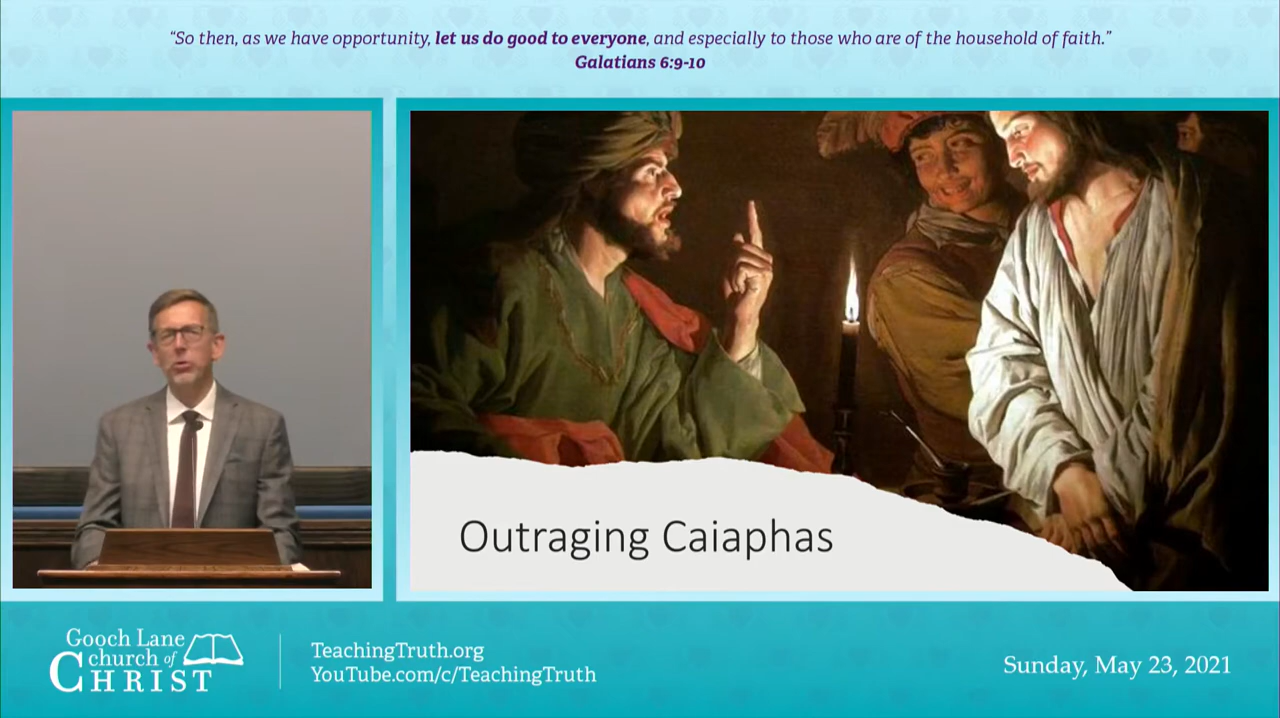 “So then, as we have opportunity, let us do good to everyone, and especially to those who are of the household of faith.”
Galatians 6:9-10
Outraging Caiaphas
Gooch Lane
church of
CHRIST
TeachingTruth.org
YouTube.com/c/TeachingTruth
Sunday, May 23, 2021